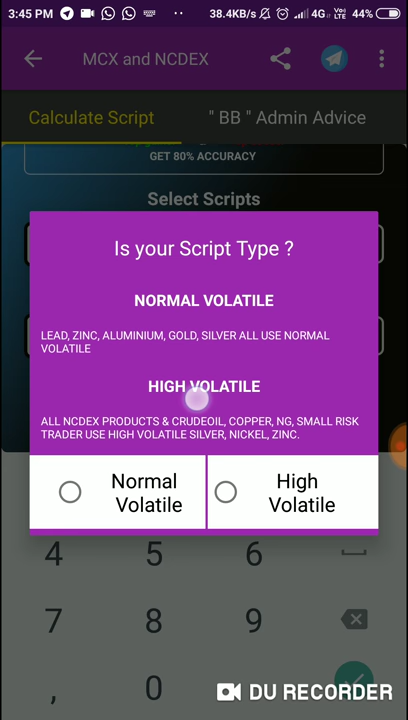 3:45 PM
38.4KB/s
4G
Vo)
LTE
44%
MCX and NCDEX
Calculate Script
" BB " Admin Advice
GET 80% ACCURACY
Select Scripts
Is your Script Type ?
NORMAL VOLATILE
LEAD, ZINC, ALUMINIUM, GOLD, SILVER ALL USE NORMAL
VOLATILE
HIGH VOLATILE
ALL NCDEX PRODUCTS & CRUDEOIL, COPPER, NG, SMALL RISK
TRADER USE HIGH VOLATILE SILVER, NICKEL, ZINC.
Normal
Volatile
High
Volatile
4 5 6
7 8 9
, 0
DU RECORDER